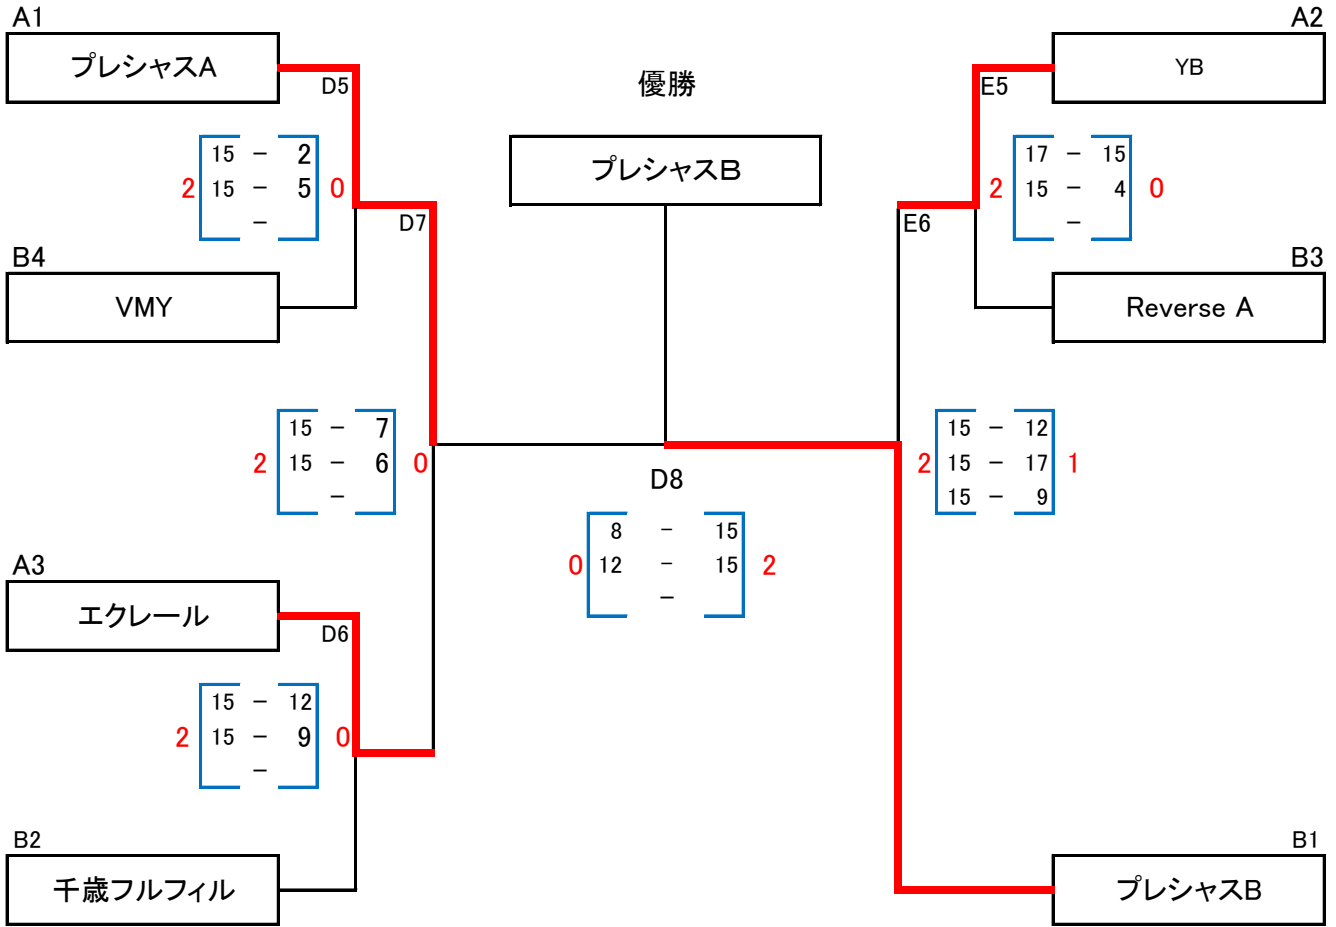 A1
プレシャスA
D5
15 － 2
2 15 － 5 0
－
B4
VMY
D7
15 － 7
2 15 － 6 0
－
A3
エクレール
D6
15 － 12
2 15 － 9 0
－
B2
千歳フルフィル
優勝
プレシャスB
D8
8 － 15
0 12 － 15 2
－
A2
YB
E5
17 － 15
2 15 － 4 0
－
E6
B3
Reverse A
15 － 12
2 15 － 17 1
15 － 9
B1
プレシャスB